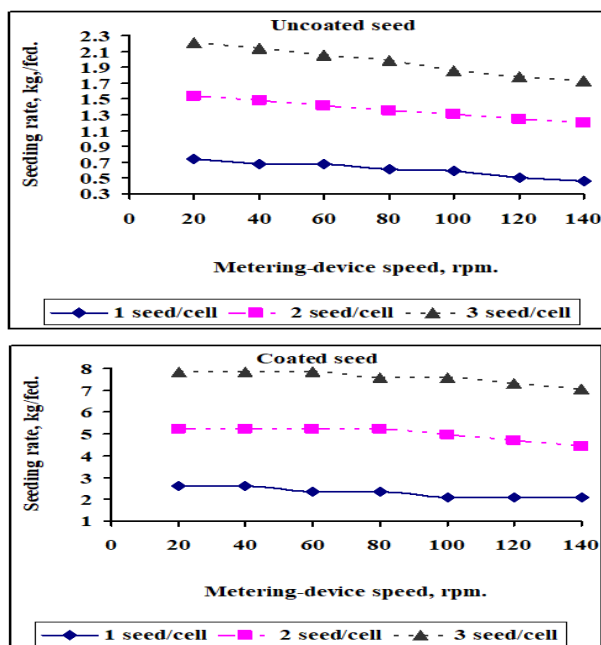 Uncoated seed
Seeding rate, kg,/fed.
2.3
2.1
1.9
1.7
1.5
1.3
1.1
0.9
0.7
0.5
0.3
0 20 40 60 80 100 120 140
Metering-device speed, rpm.
1 seed/cell 2 seed/cell 3 seed/cell
Coated seed
Seeding rate, kg/fed.
8
7
6
5
4
3
2
1
0 20 40 60 80 100 120 140
Metering-device speed, rpm.
1 seed/cell 2 seed/cell 3 seed/cell